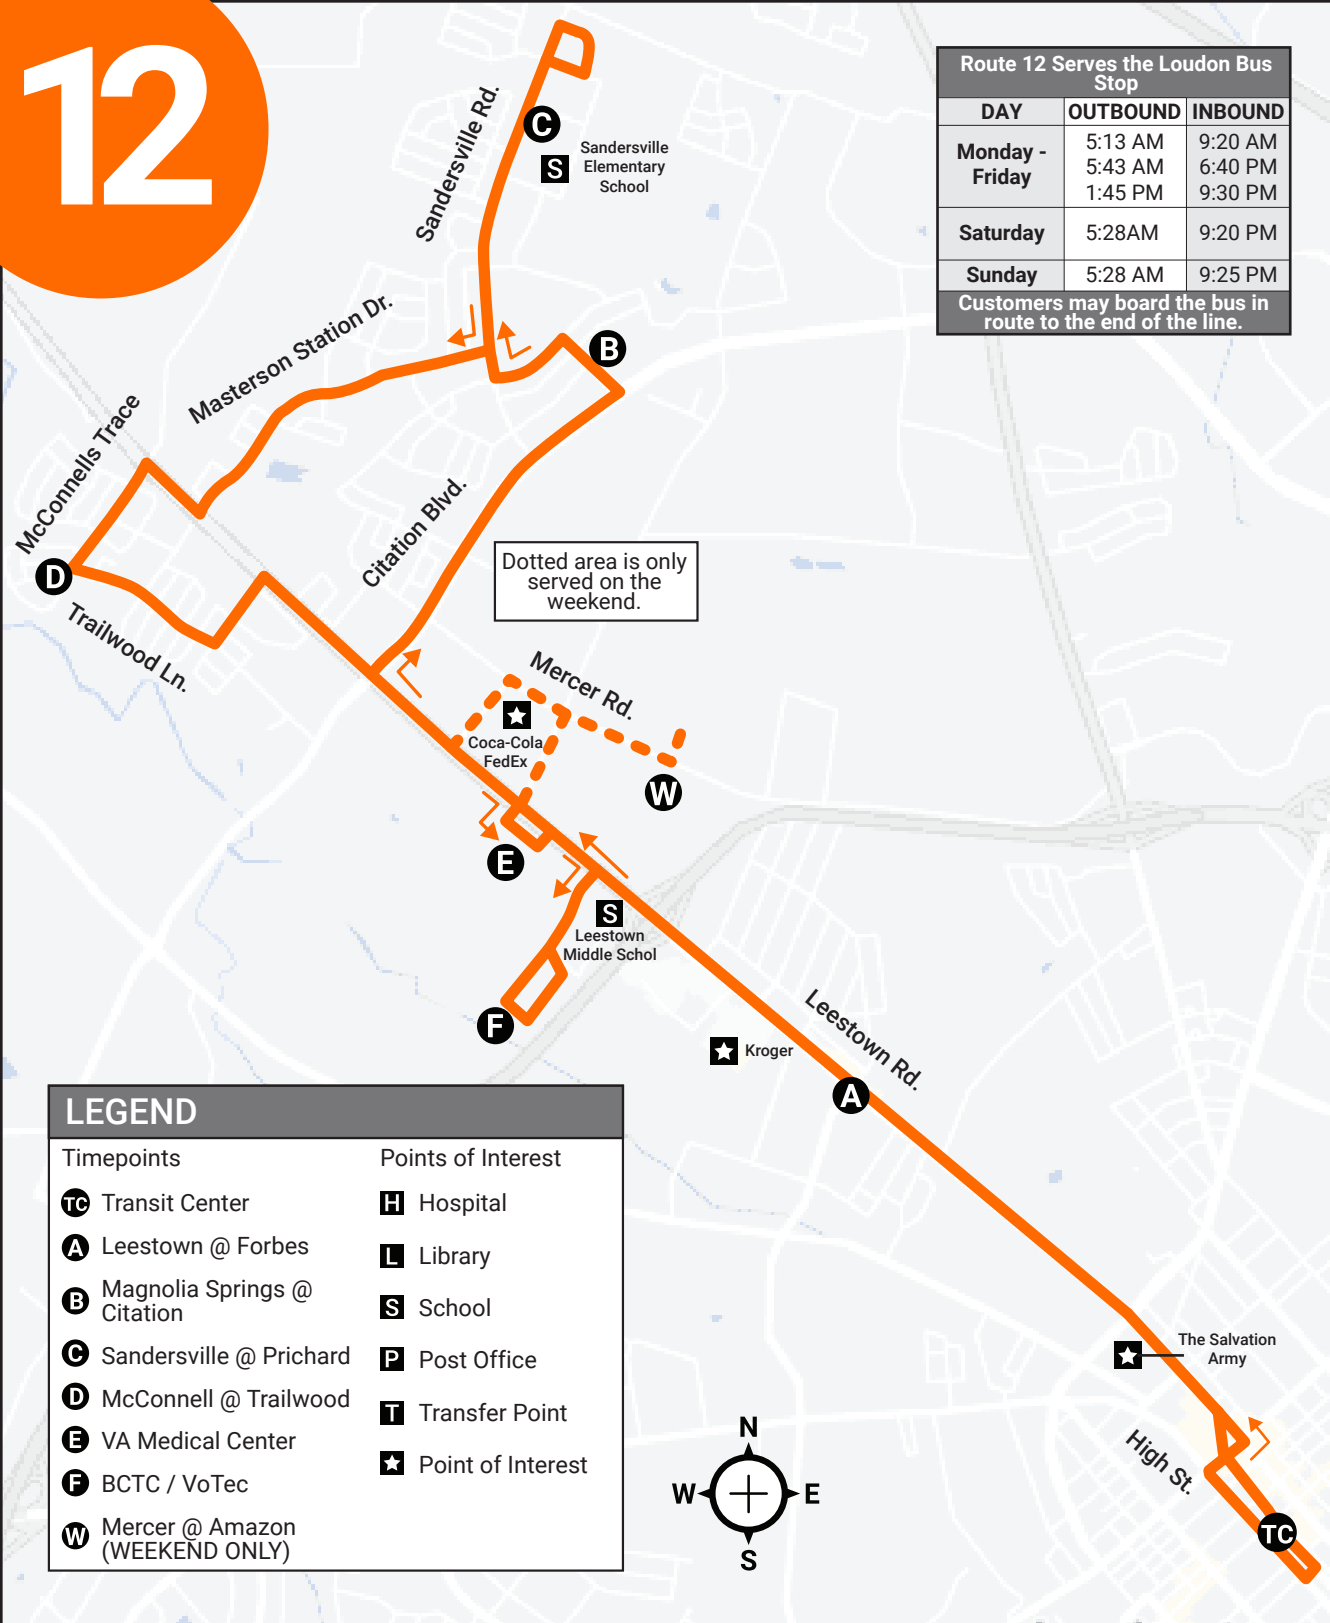 12
Route 12 Serves the Loudon Bus
Stop
DAY OUTBOUND INBOUND
Monday -
Friday
5:13 AM 9:20 AM
5:43 AM 6:40 PM
1:45 PM 9:30 PM
Saturday 5:28AM 9:20 PM
Sunday 5:28 AM 9:25 PM
Customers may board the bus in
route to the end of the line.
Sandersville Rd.
C
S
Sandersville
Elementary
School
Masterson Station Dr.
B
McConnells Trace
D
Trailwood Ln.
Citation Blvd.
Dotted area is only
served on the
weekend.
Mercer Rd.
Coca-Cola
FedEx
W
E
S
Leestown
Middle Schol
F
Leestown Rd.
Kroger
A
The Salvation
Army
High St.
TC
N
W E
S
LEGEND
Timepoints
TC Transit Center
A Leestown @ Forbes
B Magnolia Springs @
Citation
C Sandersville @ Prichard
D McConnell @ Trailwood
E VA Medical Center
F BCTC / VoTec
W Mercer @ Amazon
(WEEKEND ONLY)
Points of Interest
H Hospital
L Library
S School
P Post Office
T Transfer Point
Point of Interest